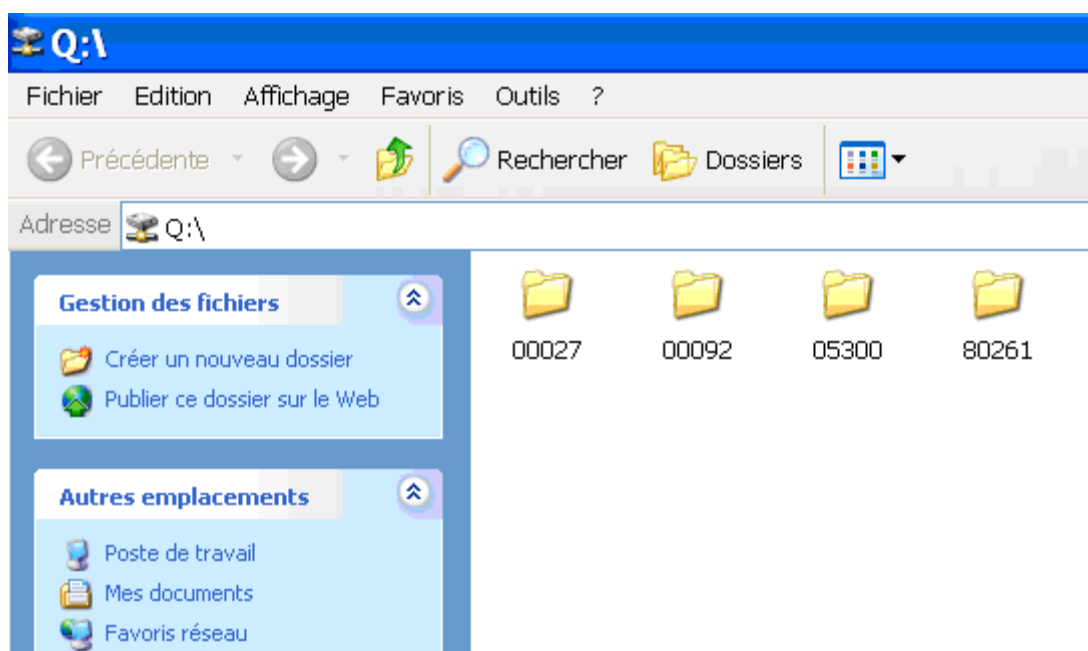 Q:\
Fichier Edition Affichage Favoris Outils ?
Précédente Rechercher Dossiers
Adresse Q:\
Gestion des fichiers
Créer un nouveau dossier
Publier ce dossier sur le Web
Autres emplacements
Poste de travail
Mes documents
Favoris réseau
00027 00092 05300 80261